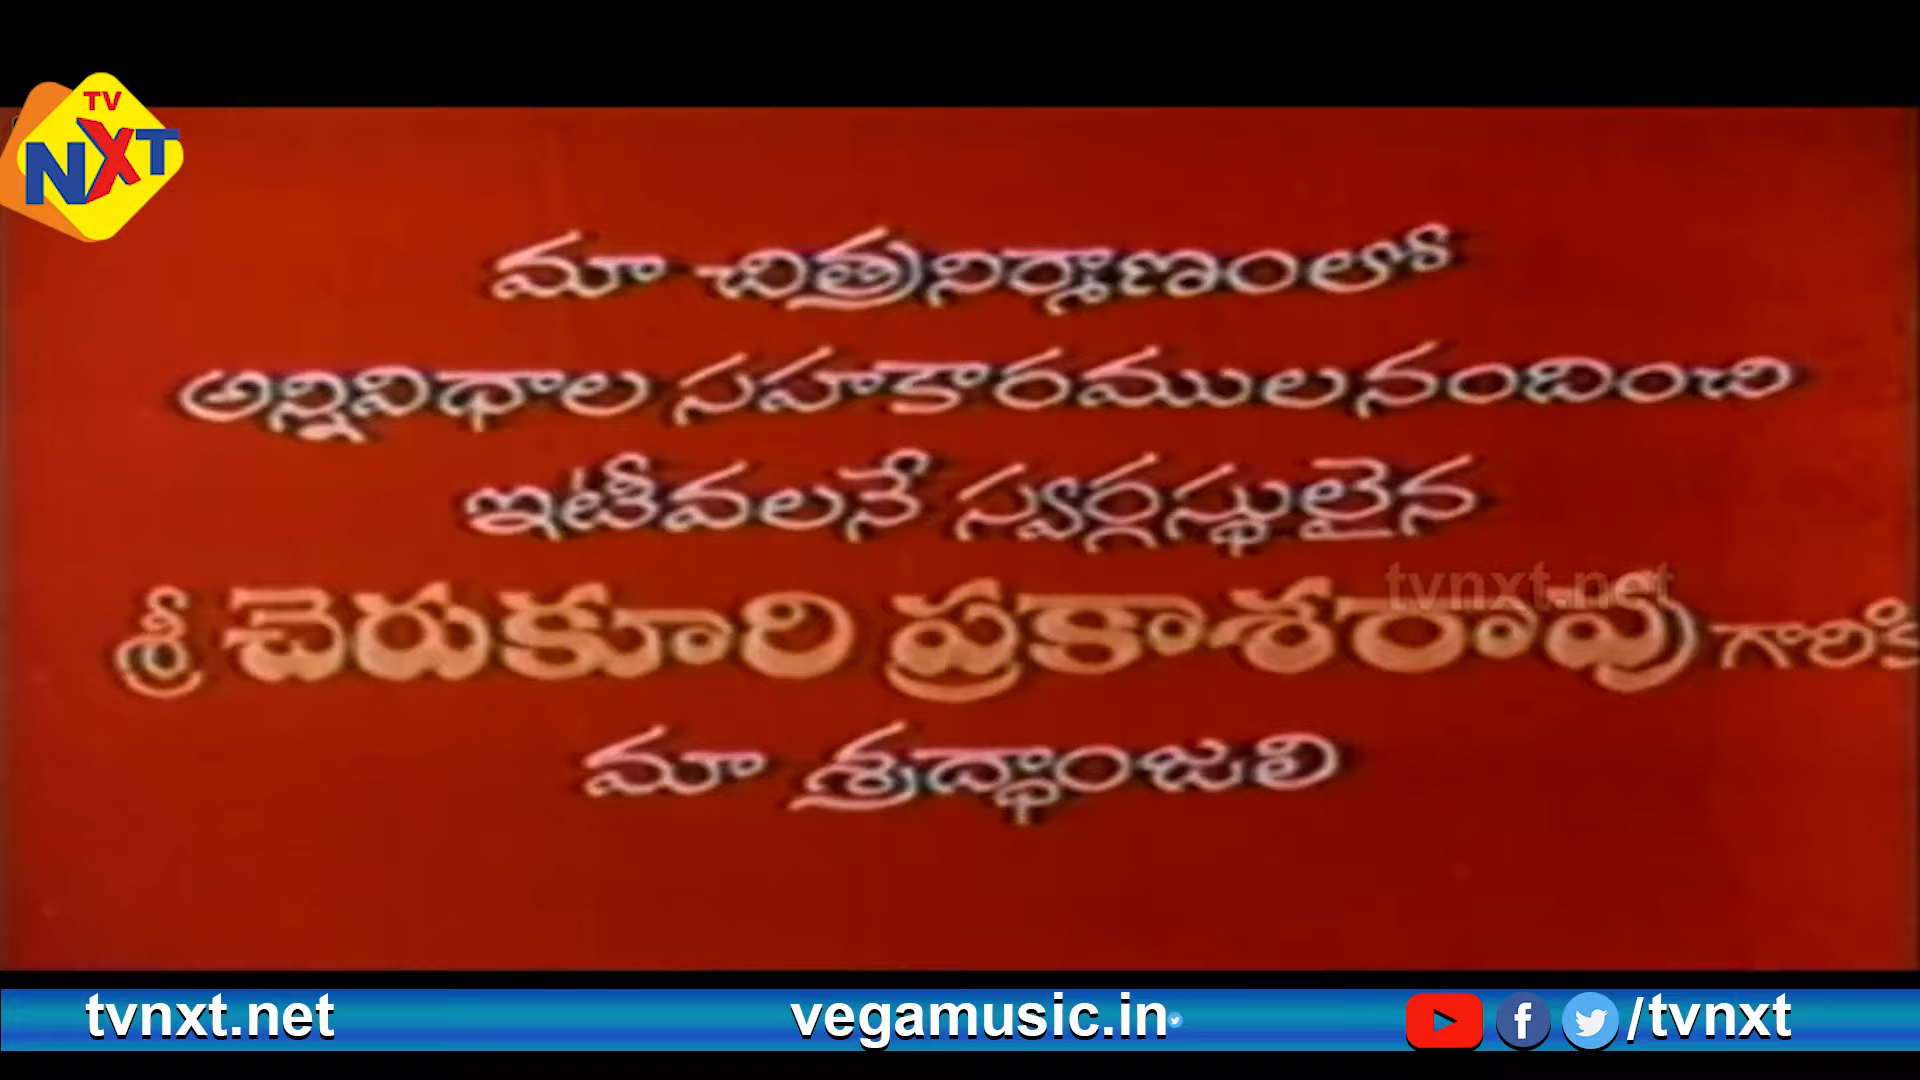 TV
NXT
మా చిత్రనిర్మాణంలో
అన్నివిధాల సహకారములనందించి
ఇటీవలనే స్వర్గస్థులైన
శ్రీ చెరుకూరి ప్రకాశరావు గారికి
tvnxt.net
మా శ్రద్ధాంజలి
tvnxt.net vegamusic.in /tvnxt